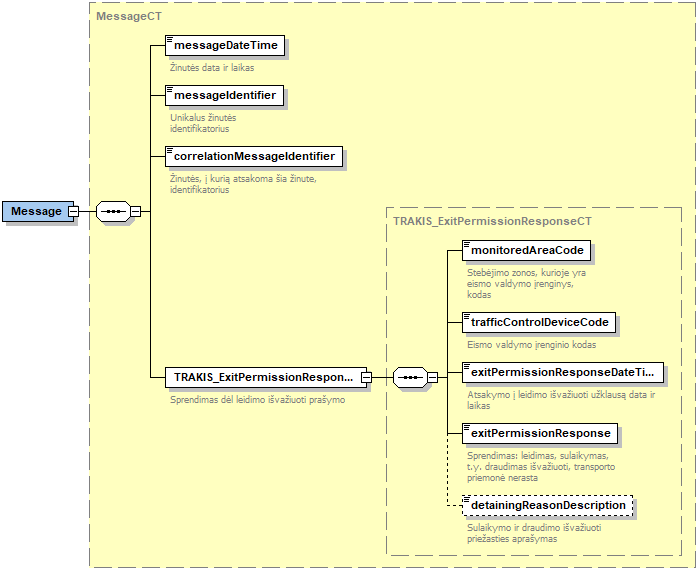 MessageCT
messageDateTime
Žinutės data ir laikas
messageIdentifier
Unikalus žinutės
identifikatorius
correlationMessageIdentifier
Žinutės, į kurią atsakoma šia žinute,
identifikatorius
Message
TRAKIS_ExitPermissionRespon...
Sprendimas dėl leidimo išvažiuoti prašymo
TRAKIS_ExitPermissionResponseCT
monitoredAreaCode
Stebėjimo zonos, kurioje yra
eismo valdymo įrenginys,
kodas
trafficControlDeviceCode
Eismo valdymo įrenginio kodas
exitPermissionResponseDateTi...
Atsakymo į leidimo išvažiuoti užklausą data ir
laikas
exitPermissionResponse
Sprendimas: leidimas, sulaikymas,
t.y. draudimas išvažiuoti, transporto
priemonė nerasta
detainingReasonDescription
Sulaikymo ir draudimo išvažiuoti
priežasties aprašymas